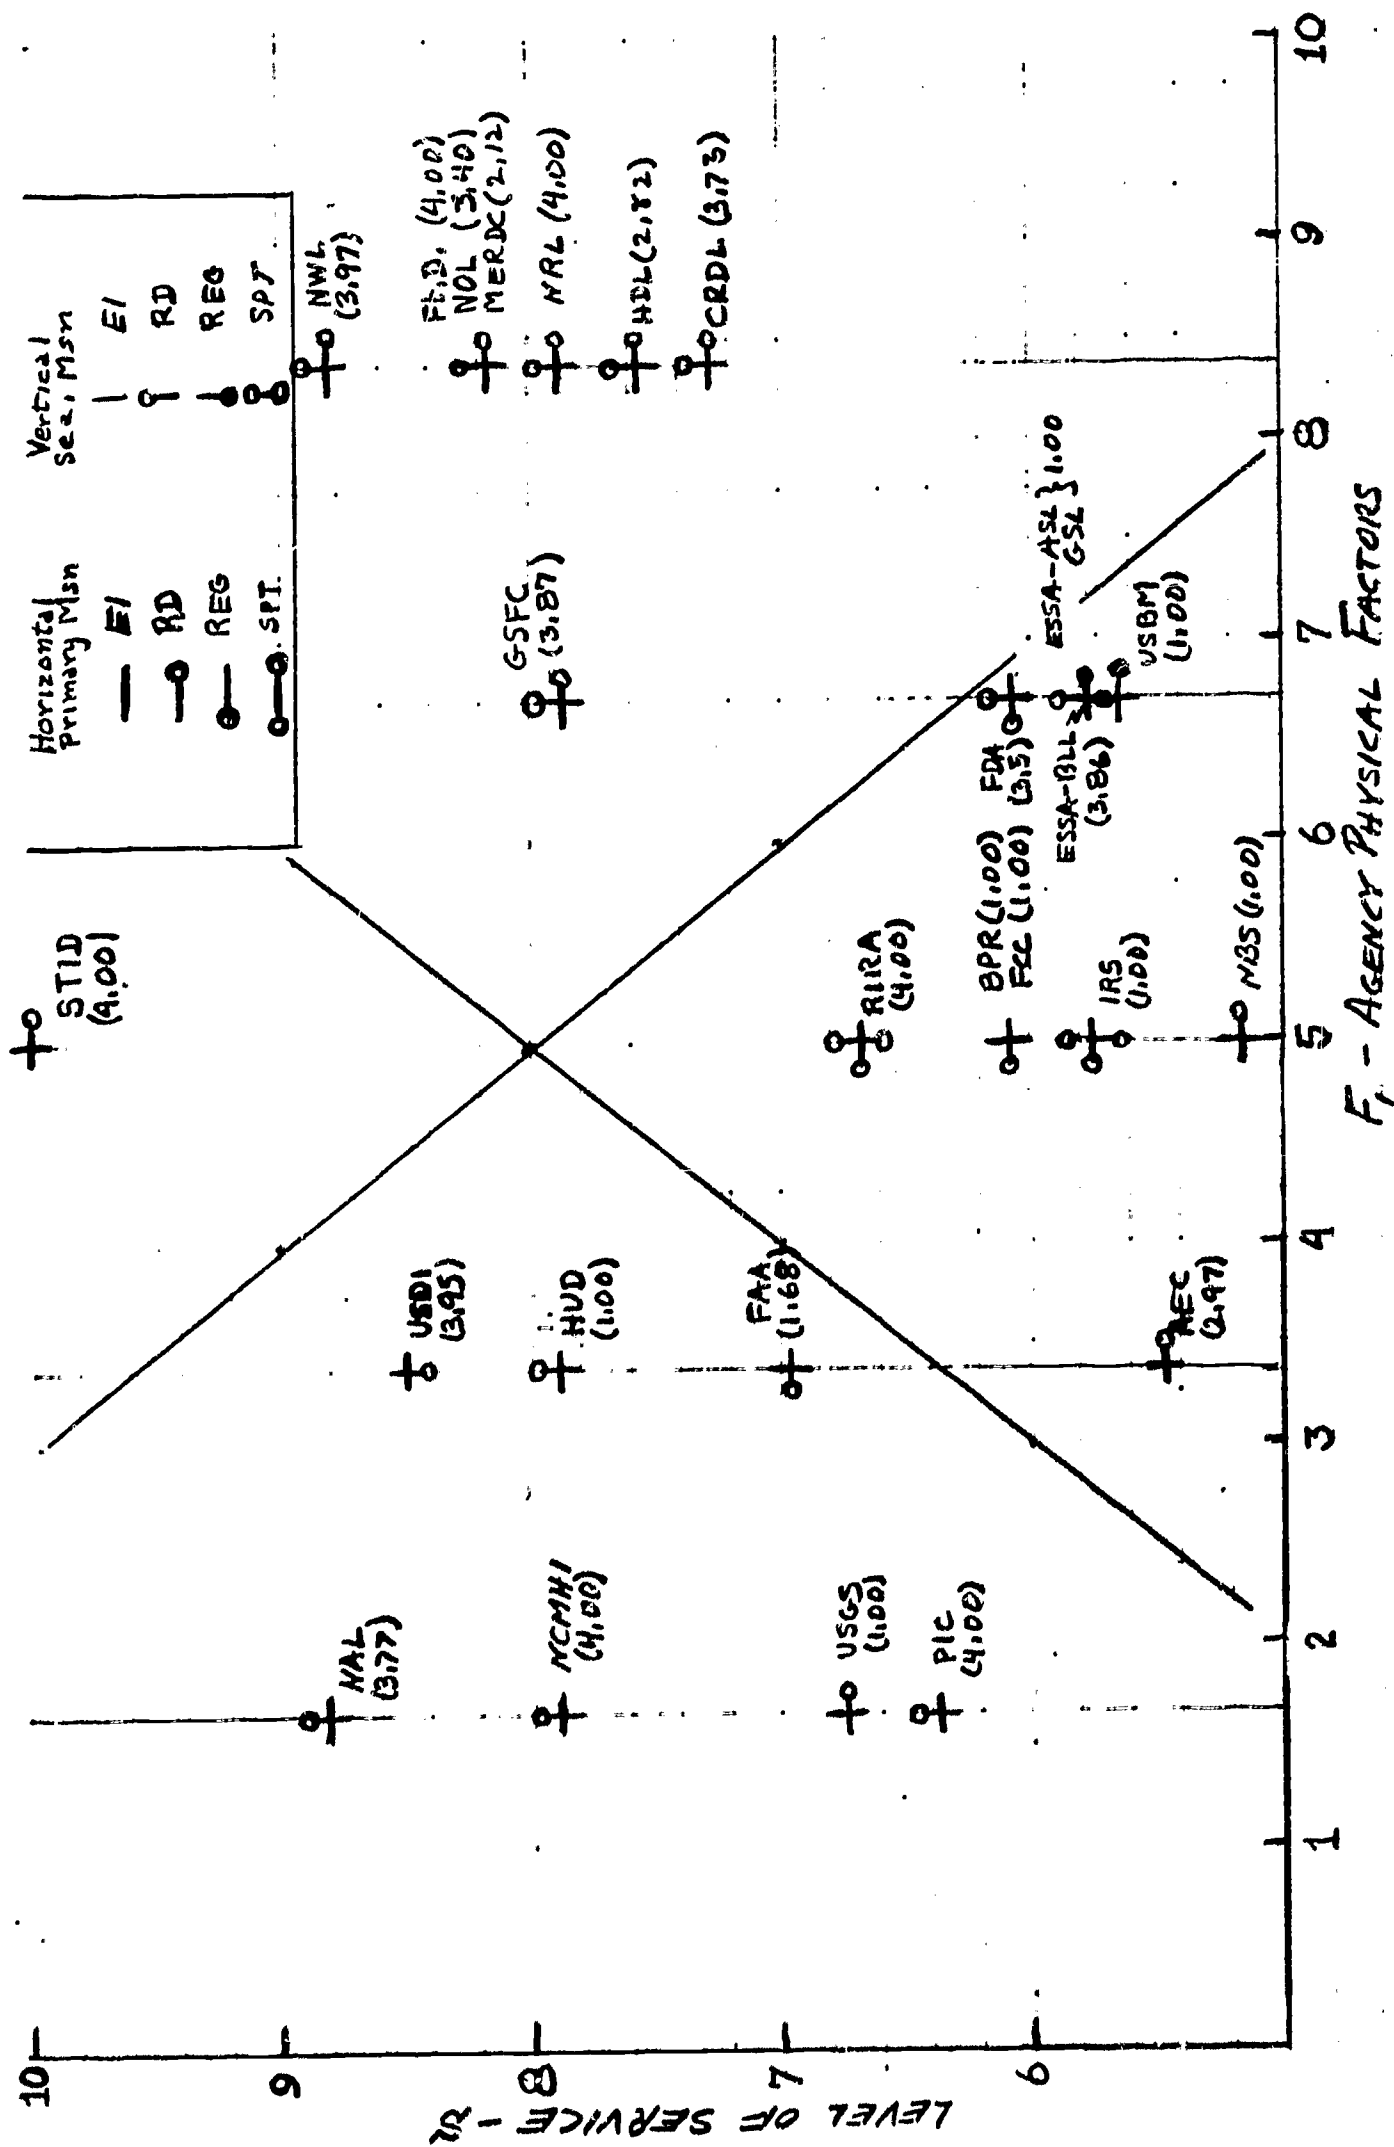 Horizontal
Primary Msn
EI
RD
REG
SPT.
Vertical
Sec. Msn
EI
RD
REG
SPT
STID
(4.00)
NWL
(3.97)
NAL
(3.77)
USDI
(3.95)
Ft.D. (4.00)
NOL (3.40)
MERDC (2.12)
NCMHI
(4.00)
HUD
(1.00)
GSFC
(3.87)
NRL (4.00)
HDL (2.82)
CRDL (3.73)
FAA
(1.68)
USGS
(1.00)
RIIRA
(4.00)
PIC
(4.00)
BPR (1.00)
FCC (1.00)
FDA
(3.5)
ESSA-BLL
(3.86)
ESSA-ASL } 1.00
GSL
IRS
(1.00)
USBM
(1.00)
AEC
(2.97)
NBS (1.00)
10
9
8
7
6
LEVEL OF SERVICE -
1 2 3 4 5 6 7 8 9 10
F1 - AGENCY PHYSICAL FACTORS